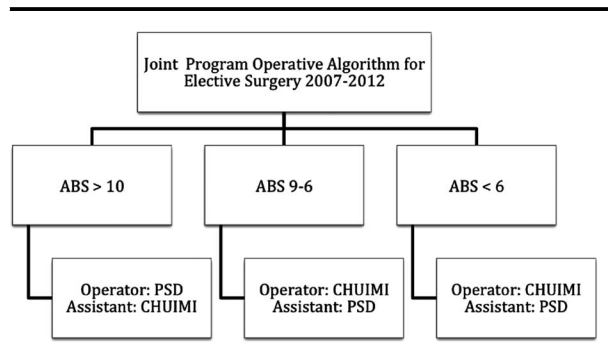 Joint Program Operative Algorithm for
Elective Surgery 2007-2012
ABS > 10
ABS 9-6
ABS < 6
Operator: PSD
Assistant: CHUIMI
Operator: CHUIMI
Assistant: PSD
Operator: CHUIMI
Assistant: PSD